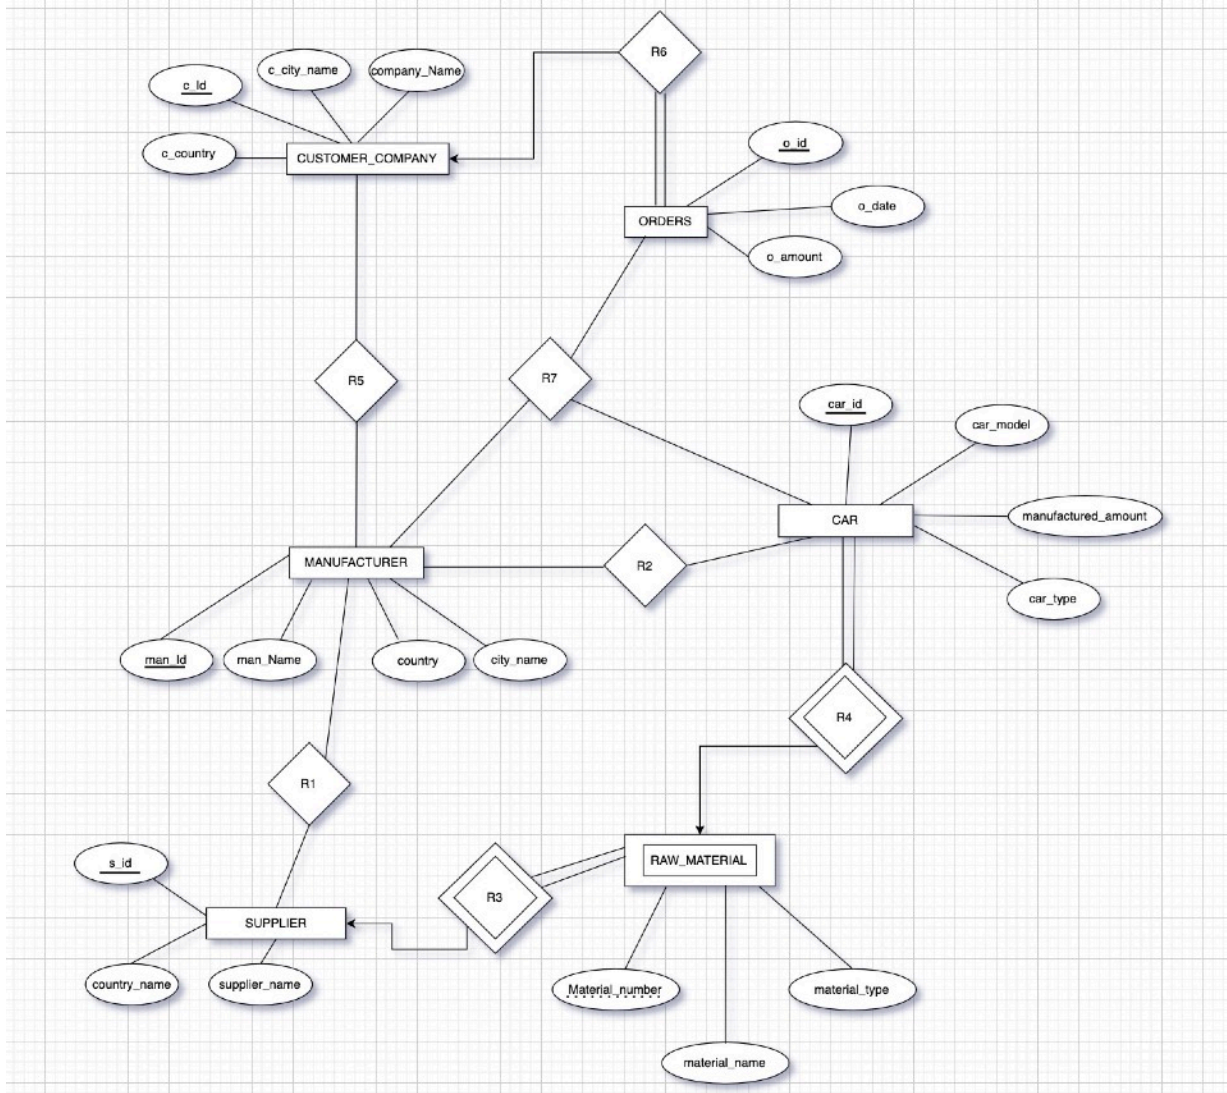 R6
c_city_name
company_Name
c_Id
o_id
c_country
CUSTOMER_COMPANY
o_date
ORDERS
o_amount
R5
R7
car_id
car_model
manufactured_amount
CAR
MANUFACTURER
R2
car_type
man_Id
man_Name
country
city_name
R4
R1
s_id
RAW_MATERIAL
R3
SUPPLIER
country_name
supplier_name
Material_number
material_type
material_name